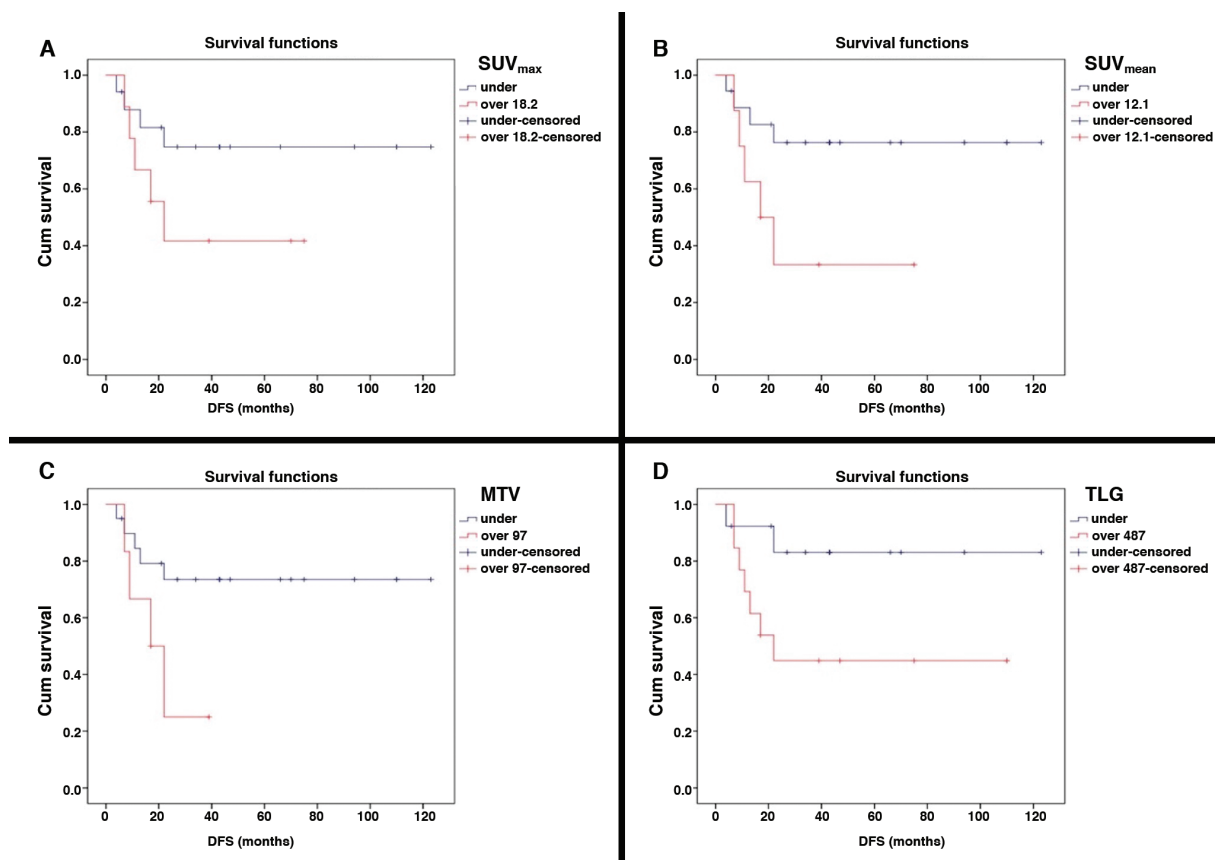 A
Survival functions
SUVmax
under
over 18.2
under-censored
over 18.2-censored
Cum survival
1.0
0.8
0.6
0.4
0.2
0.0
0 20 40 60 80 100 120
DFS (months)
B
Survival functions
SUVmean
under
over 12.1
under-censored
over 12.1-censored
Cum survival
1.0
0.8
0.6
0.4
0.2
0.0
0 20 40 60 80 100 120
DFS (months)
C
Survival functions
MTV
under
over 97
under-censored
over 97-censored
Cum survival
1.0
0.8
0.6
0.4
0.2
0.0
0 20 40 60 80 100 120
DFS (months)
D
Survival functions
TLG
under
over 487
under-censored
over 487-censored
Cum survival
1.0
0.8
0.6
0.4
0.2
0.0
0 20 40 60 80 100 120
DFS (months)